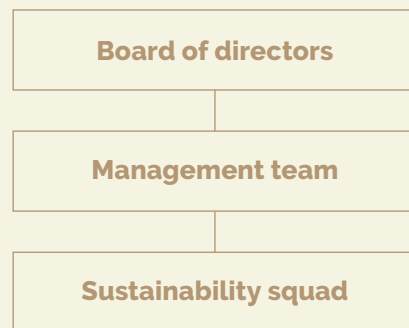 Board of directors
Management team
Sustainability squad